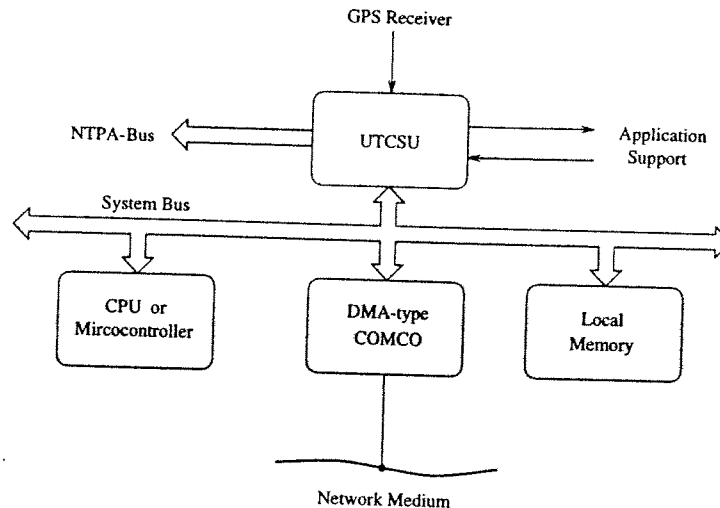 GPS Receiver
NTPA-Bus
UTCSU
Application
Support
System Bus
CPU or
Mircocontroller
DMA-type
COMCO
Local
Memory
Network Medium